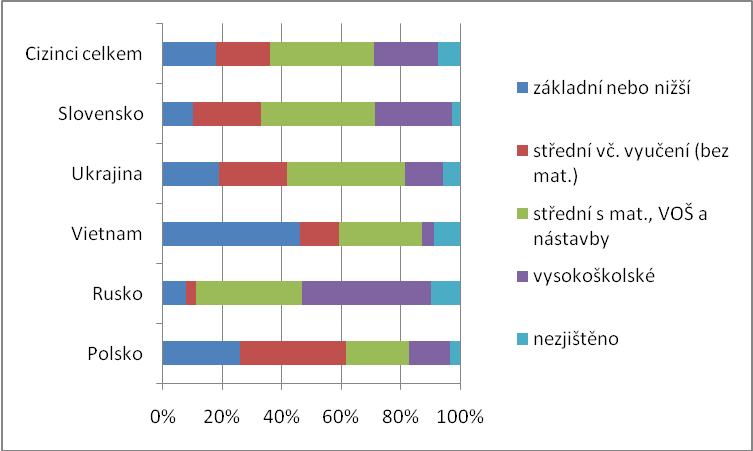 Cizinci celkem
Slovensko
Ukrajina
Vietnam
Rusko
Polsko
0% 20% 40% 60% 80% 100%
základní nebo nižší
střední vč. vyučení (bez
mat.)
střední s mat., VOŠ a
nástavby
vysokoškolské
nezjištěno